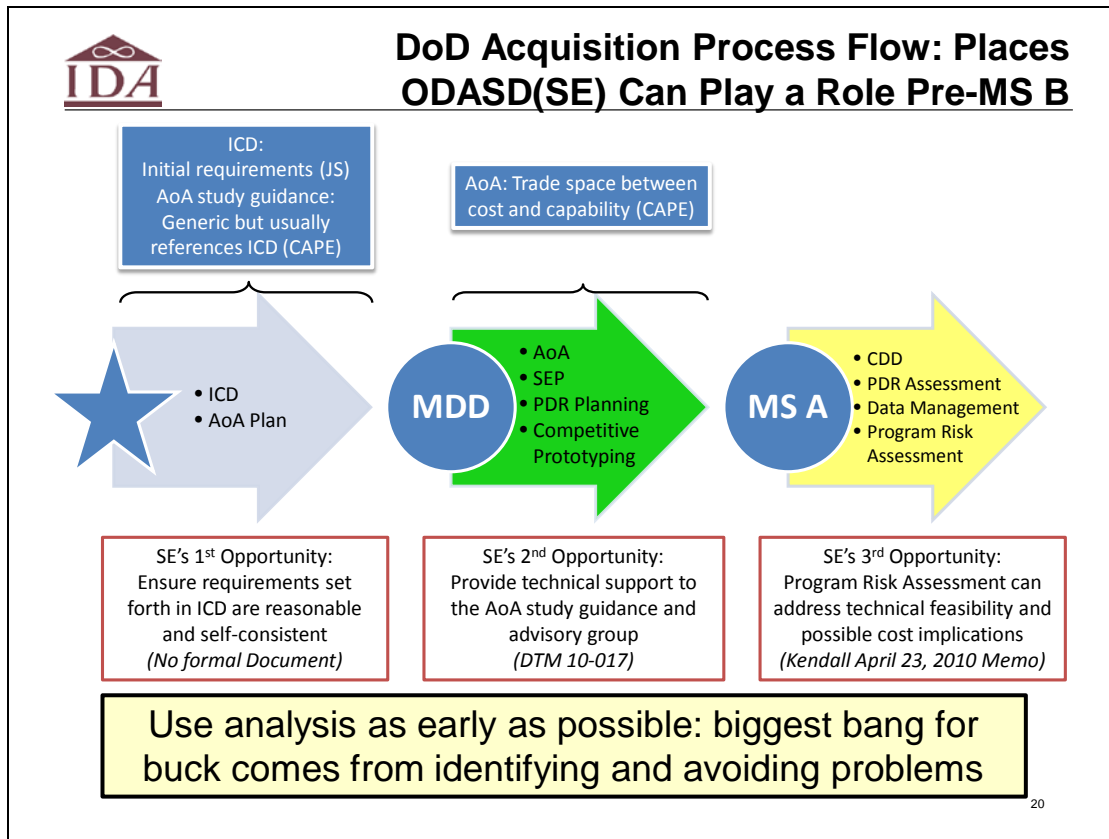 IDA
DoD Acquisition Process Flow: Places
ODASD(SE) Can Play a Role Pre-MS B
ICD:
Initial requirements (JS)
AoA study guidance:
Generic but usually
references ICD (CAPE)
AoA: Trade space between
cost and capability (CAPE)
• ICD
• AoA Plan
MDD
• AoA
• SEP
• PDR Planning
• Competitive
Prototyping
MS A
• CDD
• PDR Assessment
• Data Management
• Program Risk
Assessment
SE's 1st Opportunity:
Ensure requirements set
forth in ICD are reasonable
and self-consistent
(No formal Document)
SE's 2nd Opportunity:
Provide technical support to
the AoA study guidance and
advisory group
(DTM 10-017)
SE's 3rd Opportunity:
Program Risk Assessment can
address technical feasibility and
possible cost implications
(Kendall April 23, 2010 Memo)
Use analysis as early as possible: biggest bang for
buck comes from identifying and avoiding problems
20